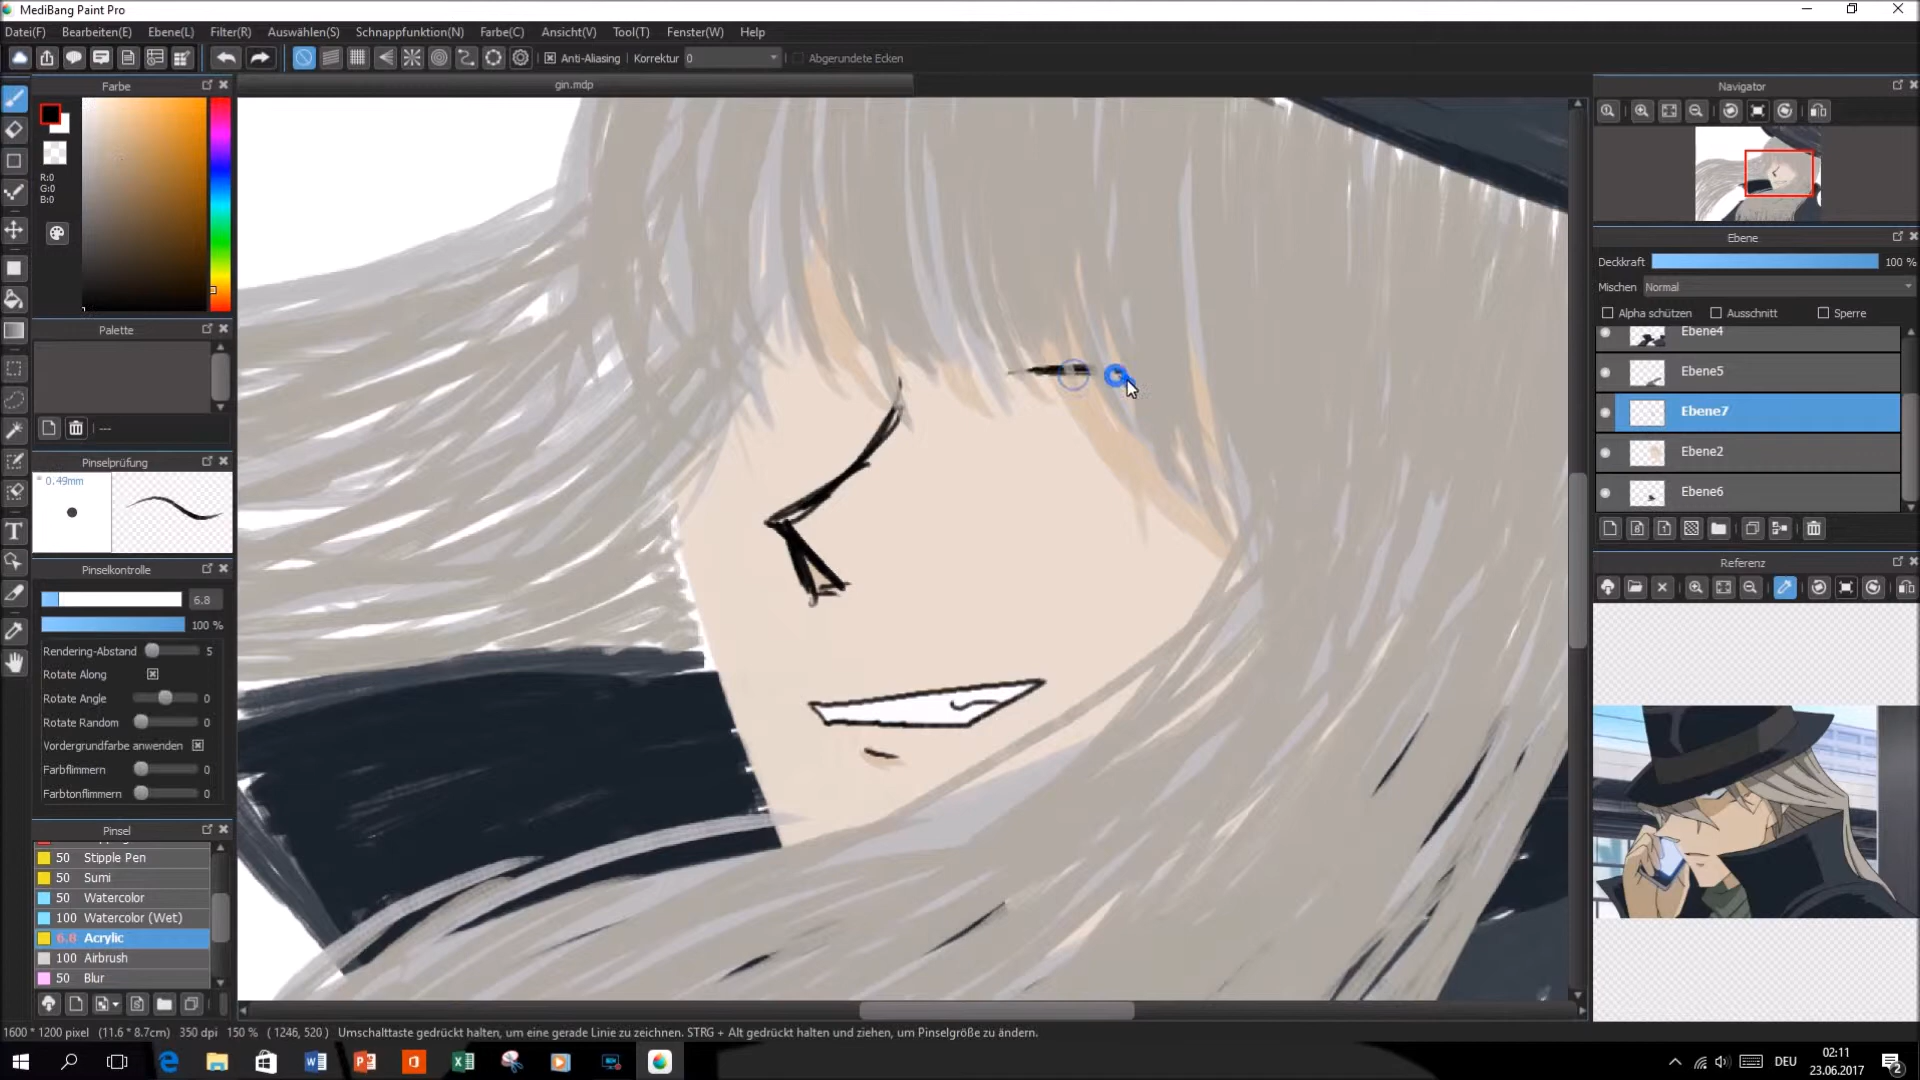 MediBang Paint Pro
Datei(F) Bearbeiten(E) Ebene(L) Filter(R) Auswählen(S) Schnappfunktion(N) Farbe(C) Ansicht(V) Tool(T) Fenster(W) Help
Anti-Aliasing Korrektur 0 Abgerundete Ecken
Farbe
gin.mdp
Navigator
R:0
G:0
B:0
Ebene
Deckkraft 100 %
Mischen Normal
Alpha schützen Ausschnitt Sperre
Palette
Ebene4
Ebene5
Ebene7
Ebene2
Ebene6
---
Pinselprüfung
* 0.49mm
Referenz
Pinselkontrolle
6.8
100 %
Rendering-Abstand 5
Rotate Along
Rotate Angle 0
Rotate Random 0
Vordergrundfarbe anwenden
Farbflimmern 0
Farbtonflimmern 0
Pinsel
50 Stipple Pen
50 Sumi
50 Watercolor
100 Watercolor (Wet)
6.8 Acrylic
100 Airbrush
50 Blur
1600 * 1200 pixel (11.6 * 8.7cm) 350 dpi 150 % ( 1246, 520 ) Umschalttaste gedrückt halten, um eine gerade Linie zu zeichnen. STRG + Alt gedrückt halten und ziehen, um Pinselgröße zu ändern.
DEU
02:11
23.06.2017
2